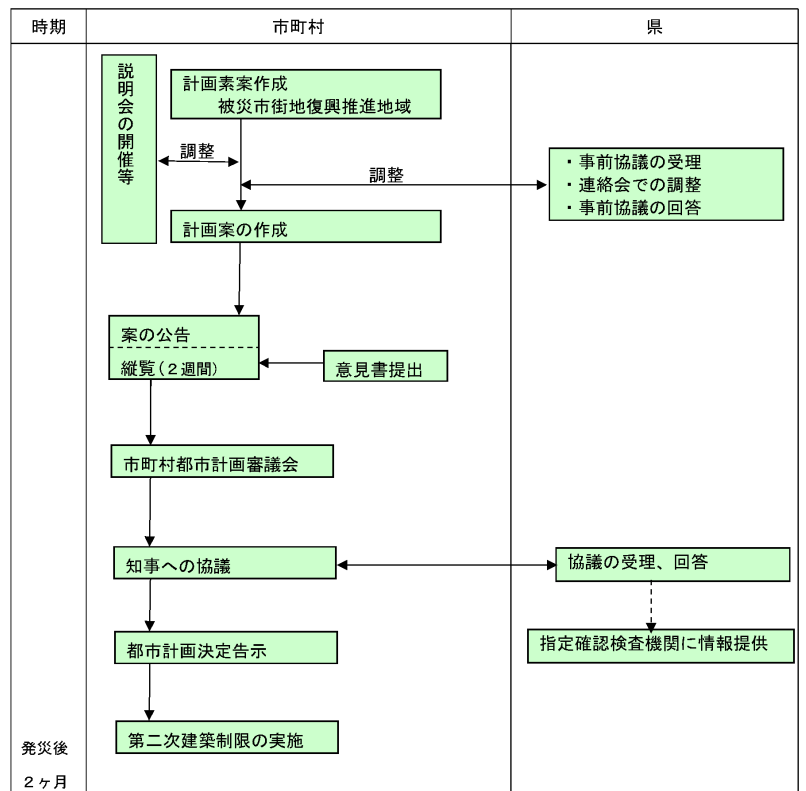 時期
市町村
県
説明会の開催等
計画素案作成
被災市街地復興推進地域
調整
調整
・事前協議の受理
・連絡会での調整
・事前協議の回答
計画案の作成
案の公告
縦覧(2週間)
意見書提出
市町村都市計画審議会
知事への協議
協議の受理、回答
都市計画決定告示
指定確認検査機関に情報提供
第二次建築制限の実施
発災後
2ヶ月